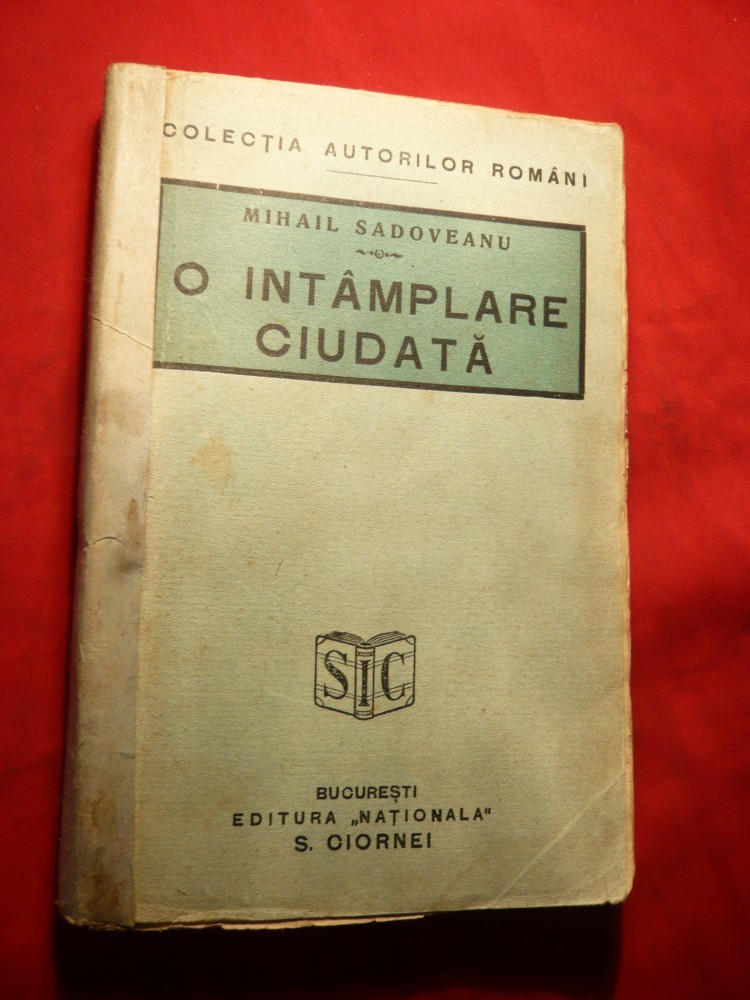 COLECȚIA AUTORILOR ROMÂNI
MIHAIL SADOVEANU
O INTÂMPLARE
CIUDATĂ
SIC
BUCUREȘTI
EDITURA „NAȚIONALA“
S. CIORNEI